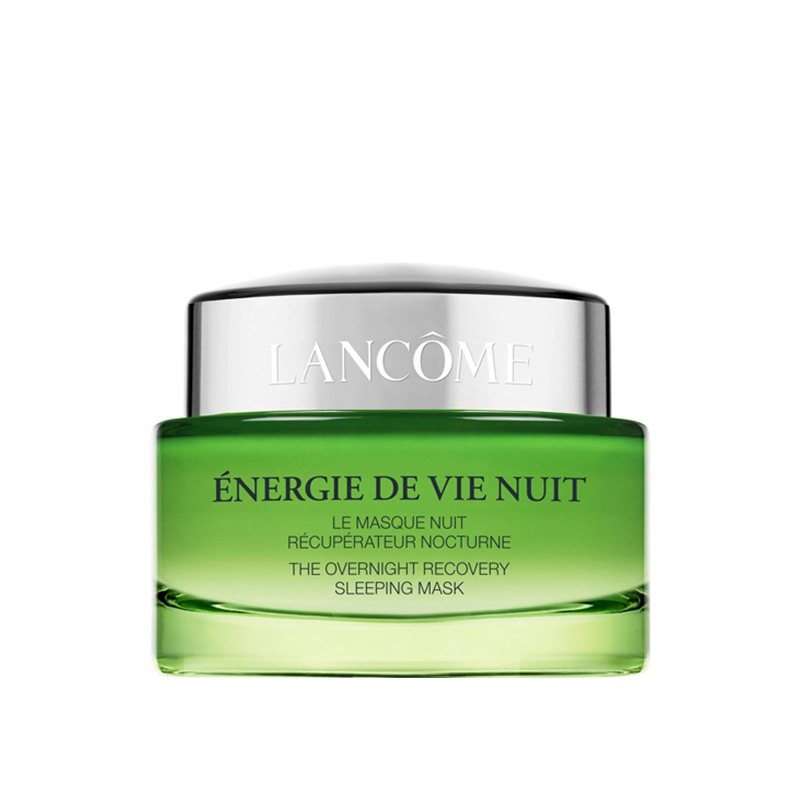 LANCÔME
ÉNERGIE DE VIE NUIT
LE MASQUE NUIT
RÉCUPÉRATEUR NOCTURNE
THE OVERNIGHT RECOVERY
SLEEPING MASK